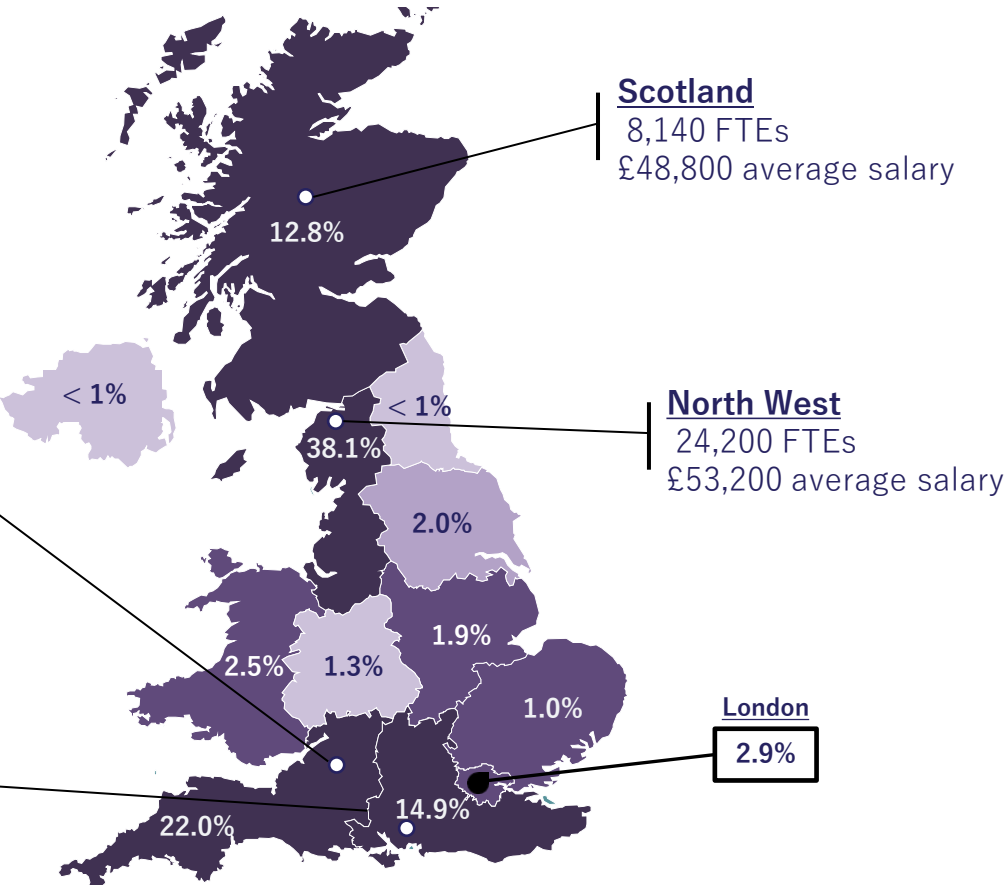 Scotland
8,140 FTEs
£48,800 average salary
12.8%
< 1%
< 1%
North West
24,200 FTEs
£53,200 average salary
38.1%
2.0%
1.9%
2.5%
1.3%
1.0%
London
2.9%
14.9%
22.0%